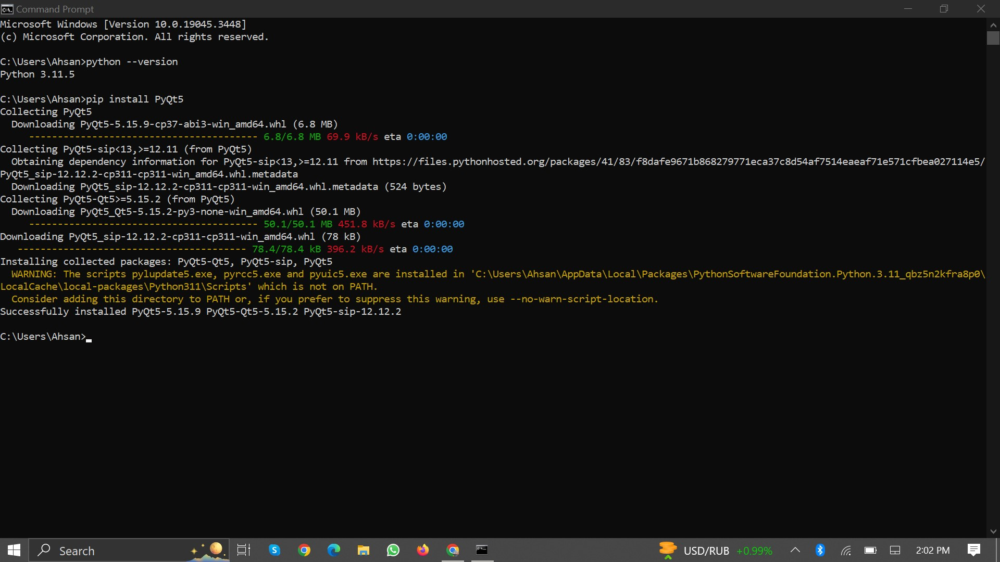 Command Prompt
Microsoft Windows [Version 10.0.19045.3448]
(c) Microsoft Corporation. All rights reserved.
C:\Users\Ahsan>python --version
Python 3.11.5
C:\Users\Ahsan>pip install PyQt5
Collecting PyQt5
  Downloading PyQt5-5.15.9-cp37-abi3-win_amd64.whl (6.8 MB)
     ---------------------------------------- 6.8/6.8 MB 69.9 kB/s eta 0:00:00
Collecting PyQt5-sip<13,>=12.11 (from PyQt5)
  Obtaining dependency information for PyQt5-sip<13,>=12.11 from https://files.pythonhosted.org/packages/41/83/f8dafe9671b868279771eca37c8d54af7514eaeaf71e571cfbea027114e5/
PyQt5_sip-12.12.2-cp311-cp311-win_amd64.whl.metadata
  Downloading PyQt5_sip-12.12.2-cp311-cp311-win_amd64.whl.metadata (524 bytes)
Collecting PyQt5-Qt5>=5.15.2 (from PyQt5)
  Downloading PyQt5_Qt5-5.15.2-py3-none-win_amd64.whl (50.1 MB)
     ---------------------------------------- 50.1/50.1 MB 451.8 kB/s eta 0:00:00
Downloading PyQt5_sip-12.12.2-cp311-cp311-win_amd64.whl (78 kB)
   ---------------------------------------- 78.4/78.4 kB 396.2 kB/s eta 0:00:00
Installing collected packages: PyQt5-Qt5, PyQt5-sip, PyQt5
  WARNING: The scripts pylupdate5.exe, pyrcc5.exe and pyuic5.exe are installed in 'C:\Users\Ahsan\AppData\Local\Packages\PythonSoftwareFoundation.Python.3.11_qbz5n2kfra8p0\
LocalCache\local-packages\Python311\Scripts' which is not on PATH.
  Consider adding this directory to PATH or, if you prefer to suppress this warning, use --no-warn-script-location.
Successfully installed PyQt5-5.15.9 PyQt5-Qt5-5.15.2 PyQt5-sip-12.12.2
C:\Users\Ahsan>
Search
USD/RUB +0.99%
2:02 PM